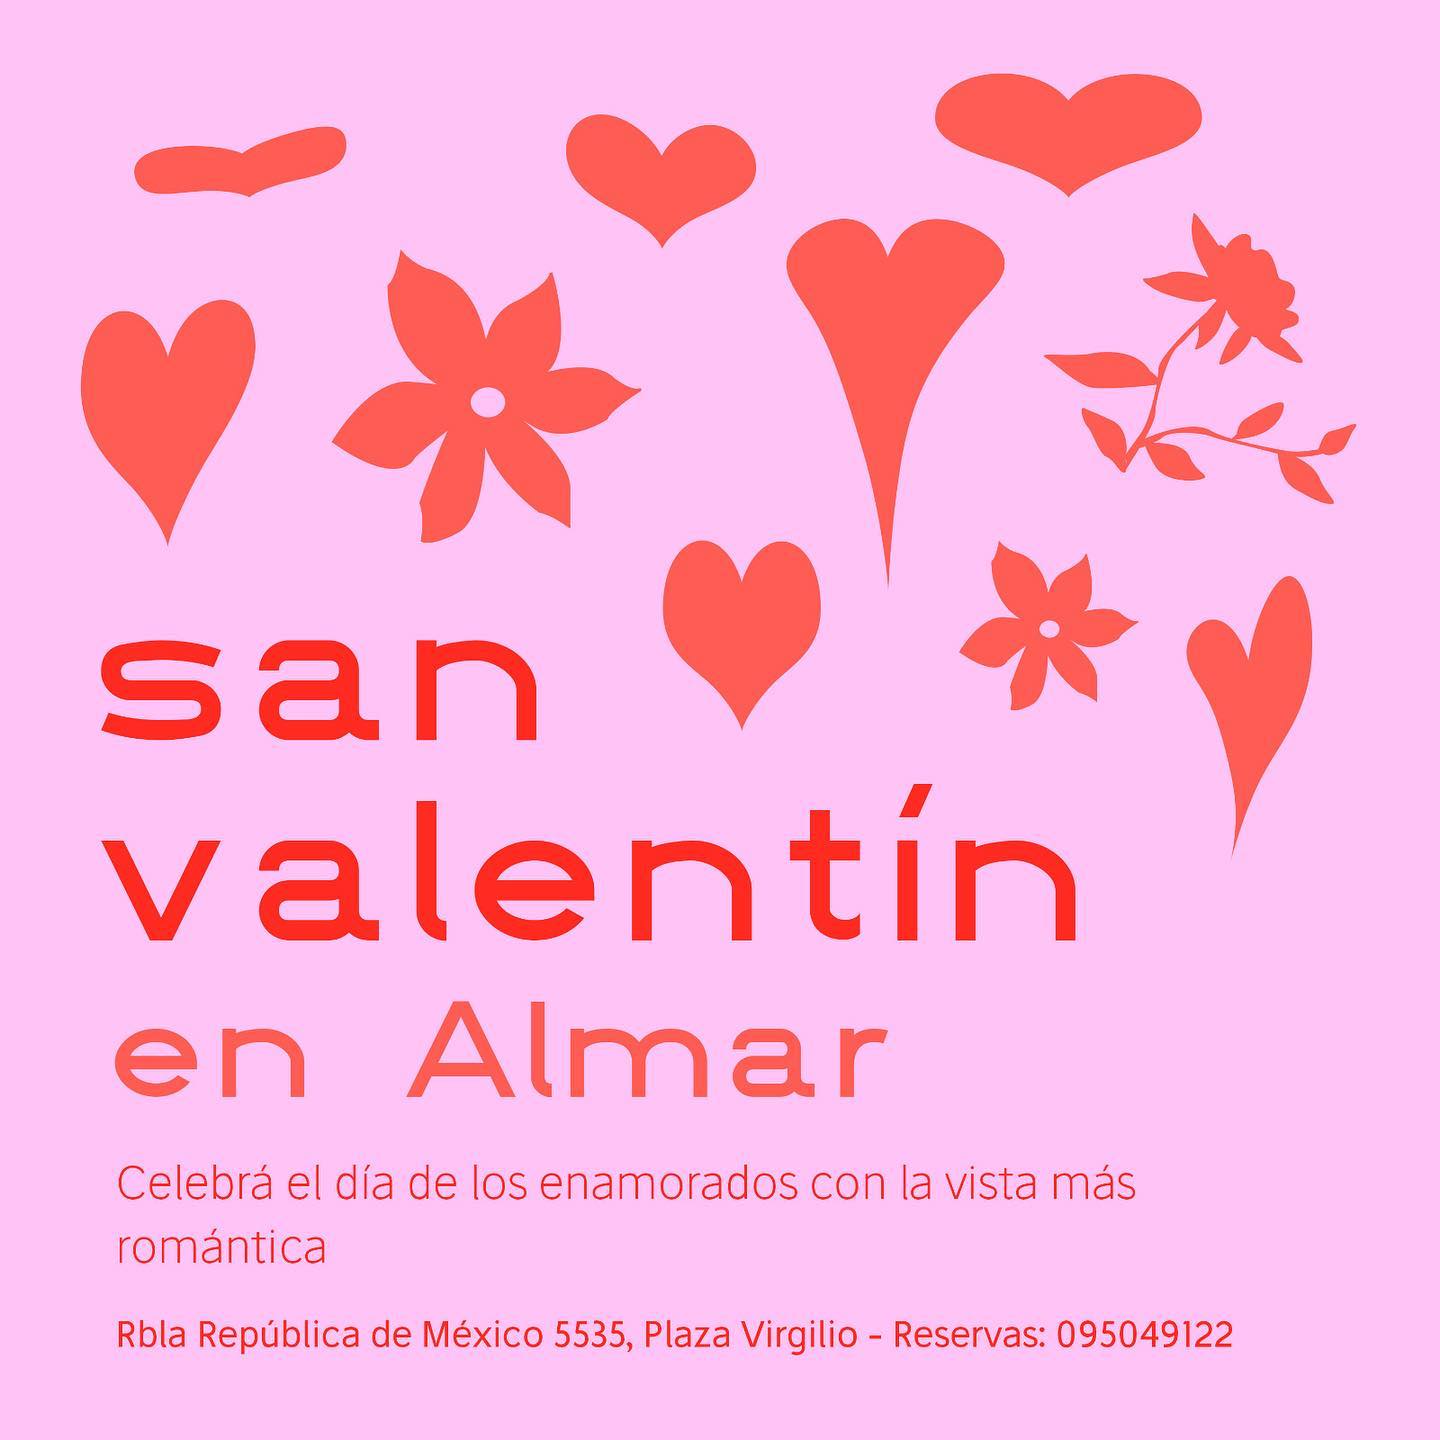 san
valentín
en Almar
Celebrá el día de los enamorados con la vista más
romántica
Rbla República de México 5535, Plaza Virgilio - Reservas: 095049122